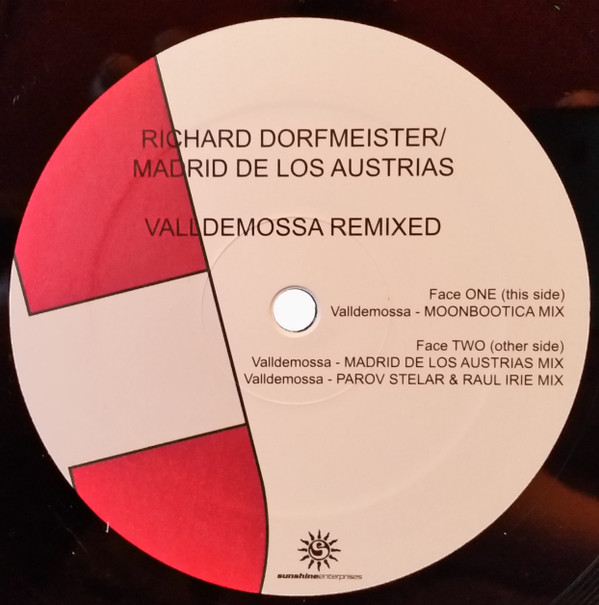 RICHARD DORFMEISTER/
MADRID DE LOS AUSTRIAS
VALLDEMOSSA REMIXED
Face ONE (this side)
Valldemossa - MOONBOOTICA MIX
Face TWO (other side)
Valldemossa - MADRID DE LOS AUSTRIAS MIX
Valldemossa - PAROV STELAR & RAUL IRIE MIX
sunshineenterprises